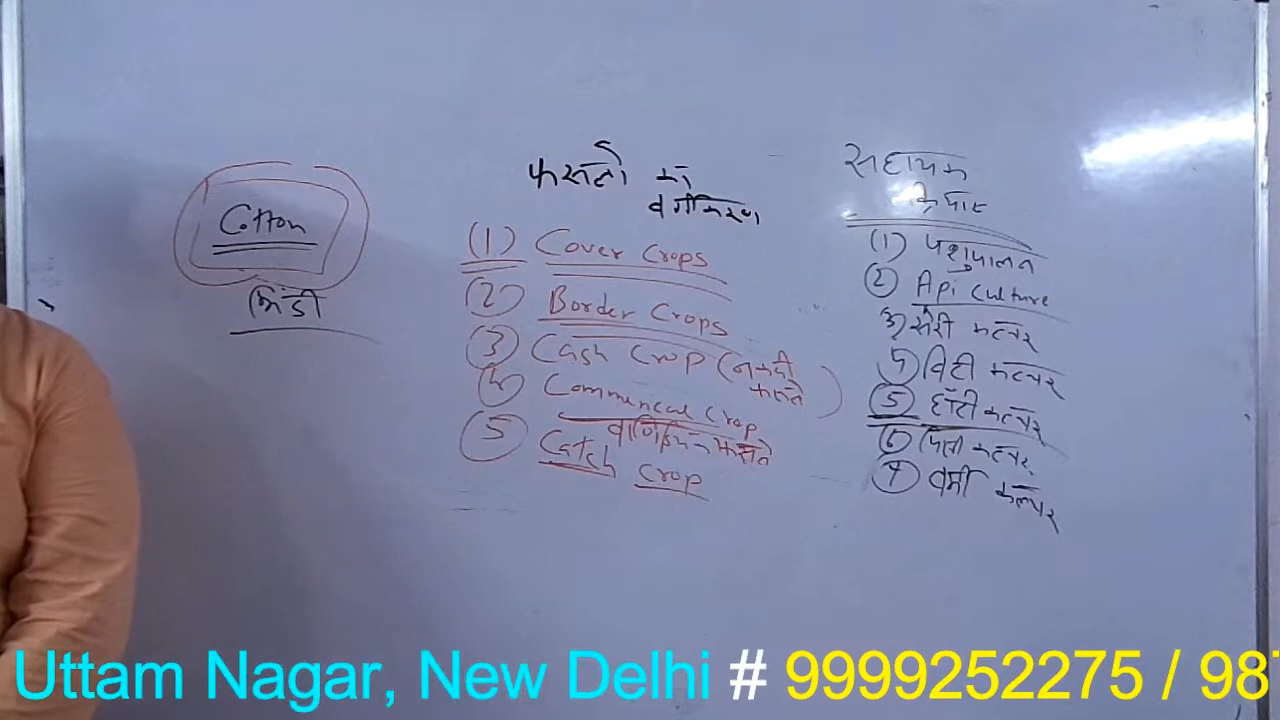 Cotton
भिंडी
फसलों का
वर्गीकरण
(1) Cover Crops
(2) Border Crops
(3) Cash Crop (नकदी
फसले)
(4) Commerical Crop
वाणिज्यिक फसले
(5) Catch Crop
सहायक
(1) पशुपालन
(2) Api Culture
3) सेरी कल्चर
विटी कल्चर
(5) हॉर्टी कल्चर
(6) पिसी कल्चर
(7) वर्मी कल्चर
Uttam Nagar, New Delhi # 9999252275 / 98